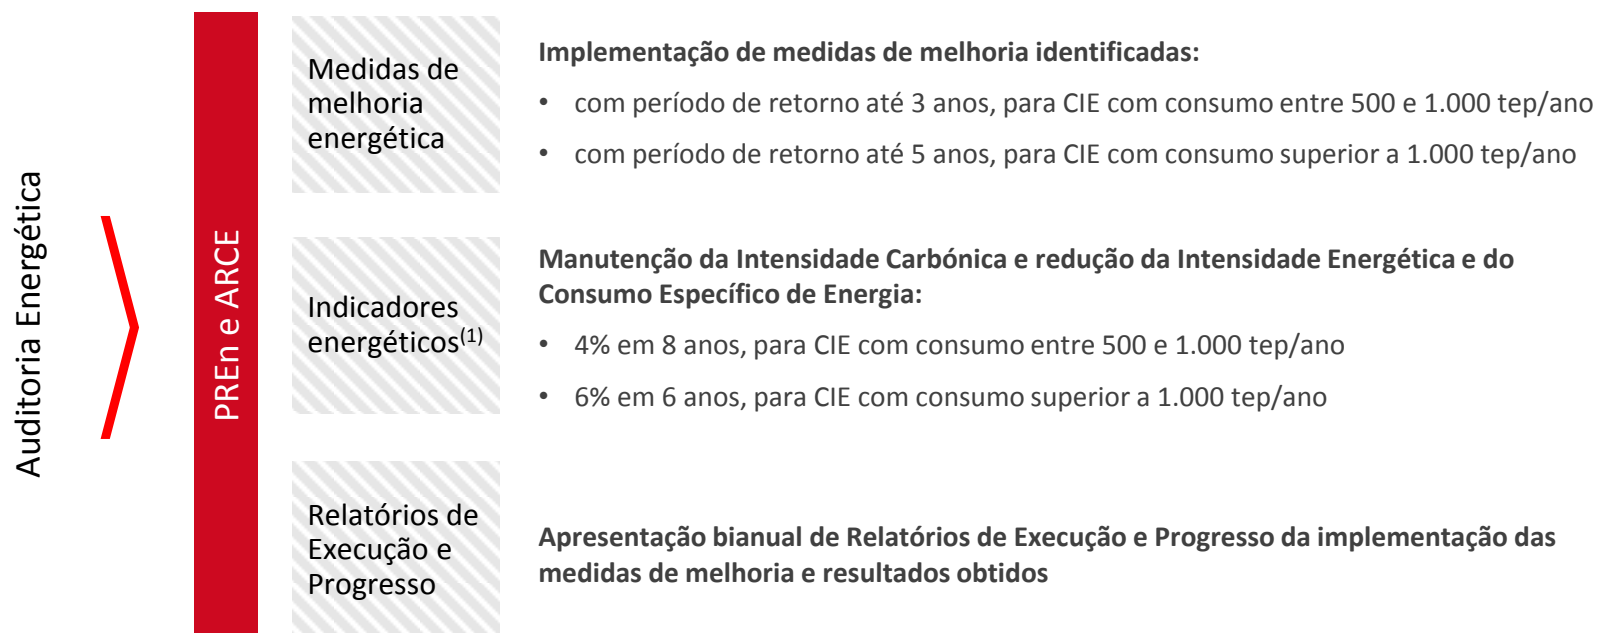 Auditoria Energética
PREn e ARCE
Medidas de
melhoria
energética
Implementação de medidas de melhoria identificadas:
• com período de retorno até 3 anos, para CIE com consumo entre 500 e 1.000 tep/ano
• com período de retorno até 5 anos, para CIE com consumo superior a 1.000 tep/ano
Indicadores
energéticos(1)
Manutenção da Intensidade Carbónica e redução da Intensidade Energética e do
Consumo Específico de Energia:
• 4% em 8 anos, para CIE com consumo entre 500 e 1.000 tep/ano
• 6% em 6 anos, para CIE com consumo superior a 1.000 tep/ano
Relatórios de
Execução e
Progresso
Apresentação bianual de Relatórios de Execução e Progresso da implementação das
medidas de melhoria e resultados obtidos